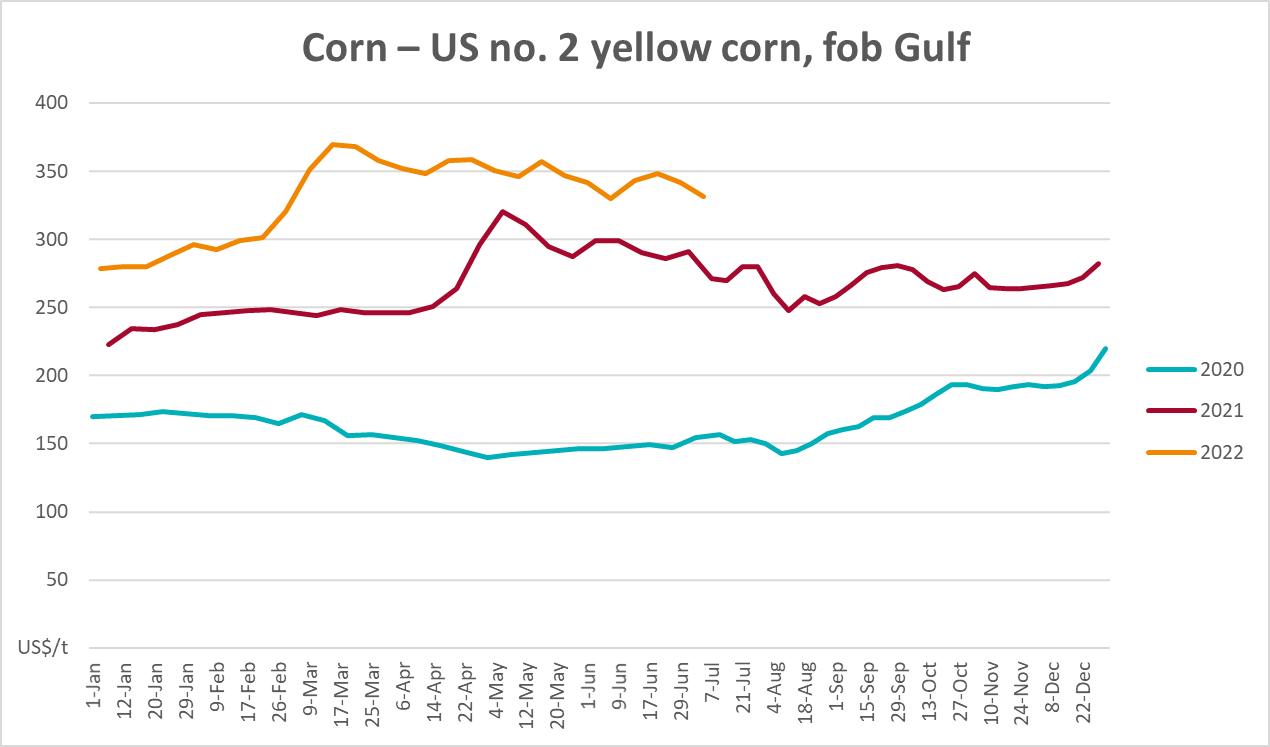 Corn – US no. 2 yellow corn, fob Gulf
400
350
300
250
200
150
100
50
US$/t
1-Jan
12-Jan
20-Jan
29-Jan
9-Feb
17-Feb
26-Feb
9-Mar
17-Mar
25-Mar
6-Apr
14-Apr
22-Apr
4-May
12-May
20-May
1-Jun
9-Jun
17-Jun
29-Jun
7-Jul
21-Jul
4-Aug
18-Aug
1-Sep
15-Sep
29-Sep
13-Oct
27-Oct
10-Nov
24-Nov
8-Dec
22-Dec
2020
2021
2022